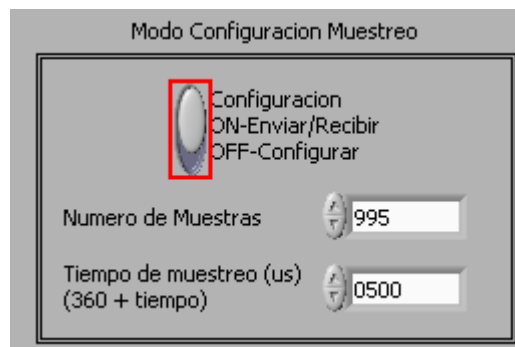 Modo Configuracion Muestreo
Configuracion
ON-Enviar/Recibir
OFF-Configurar
Numero de Muestras
995
Tiempo de muestreo (us)
(360 + tiempo)
0500